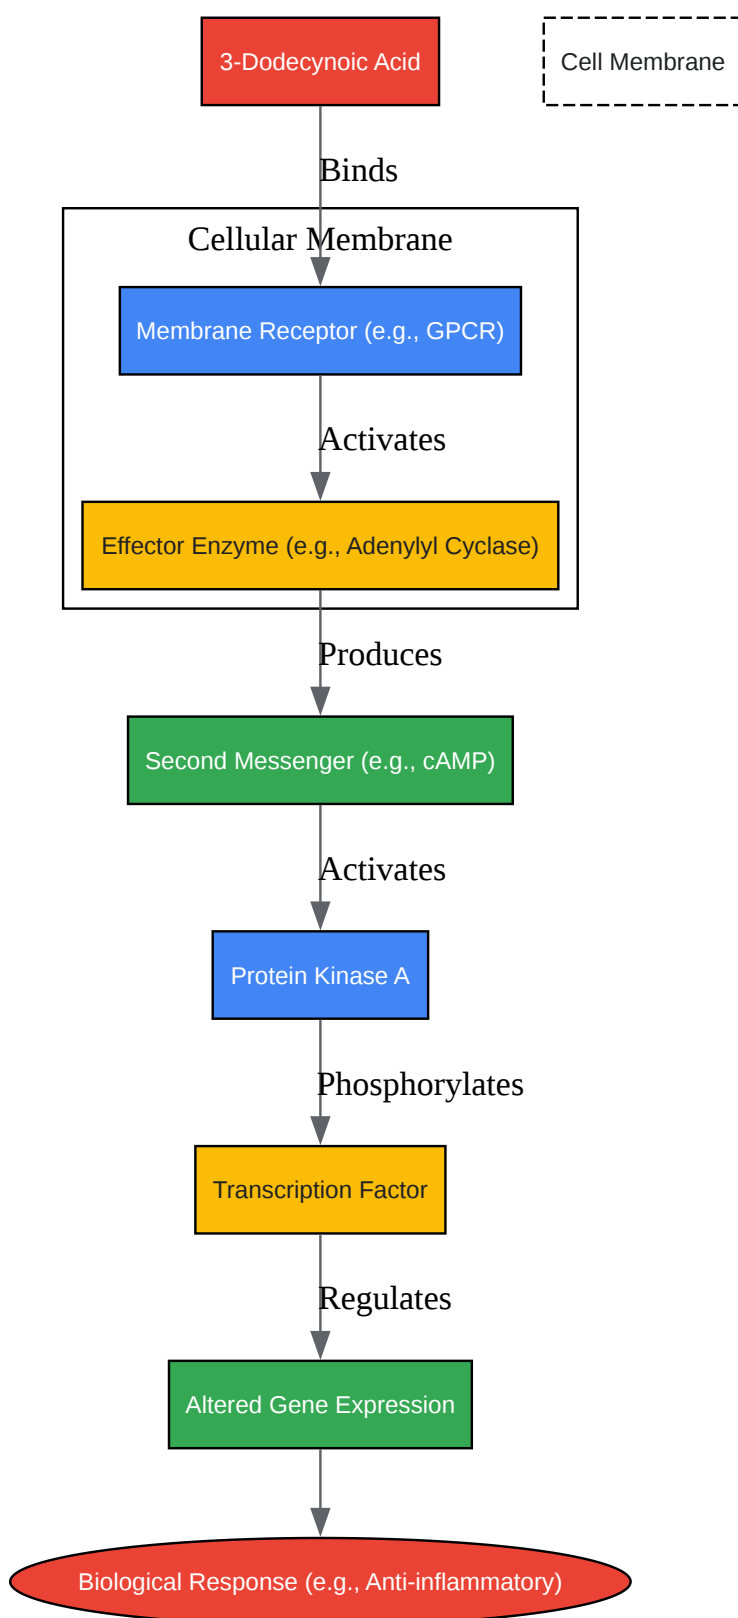 3-Dodecynoic Acid
Cell Membrane
Binds
Cellular Membrane
Membrane Receptor (e.g., GPCR)
Activates
Effector Enzyme (e.g., Adenylyl Cyclase)
Produces
Second Messenger (e.g., cAMP)
Activates
Protein Kinase A
Phosphorylates
Transcription Factor
Regulates
Altered Gene Expression
Biological Response (e.g., Anti-inflammatory)